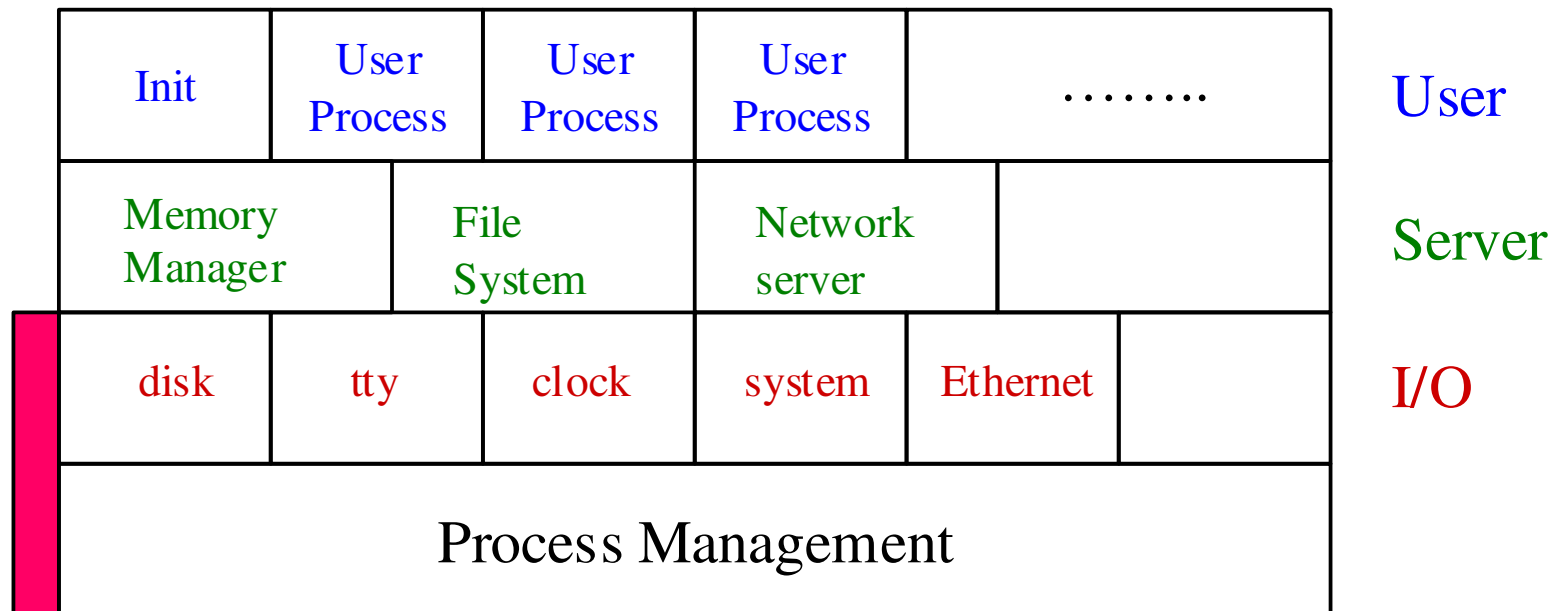 Init
User
Process
User
Process
User
Process
........
User
Memory
Manager
File
System
Network
server
Server
disk
tty
clock
system
Ethernet
I/O
Process Management